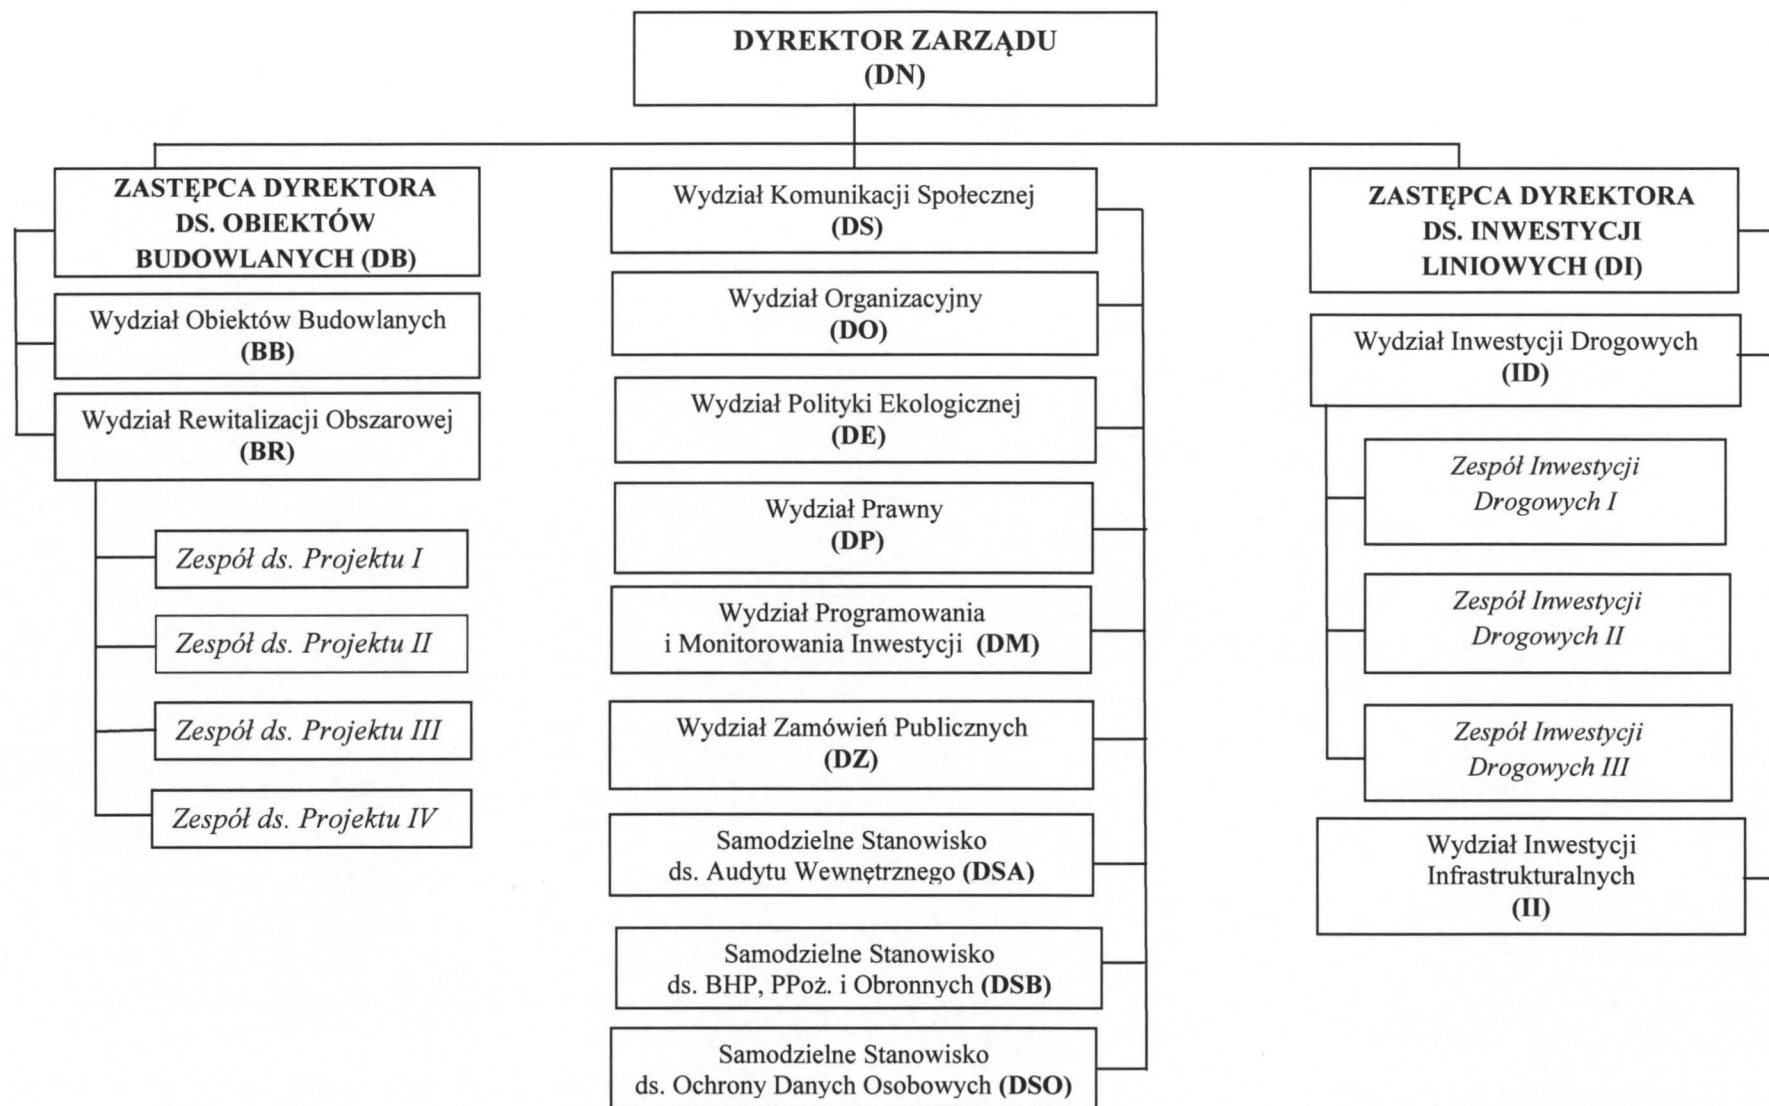 DYREKTOR ZARZĄDU
(DN)
ZASTĘPCA DYREKTORA
DS. OBIEKTÓW
BUDOWLANYCH (DB)
Wydział Obiektów Budowlanych
(BB)
Wydział Rewitalizacji Obszarowej
(BR)
Zespół ds. Projektu I
Zespół ds. Projektu II
Zespół ds. Projektu III
Zespół ds. Projektu IV
Wydział Komunikacji Społecznej
(DS)
Wydział Organizacyjny
(DO)
Wydział Polityki Ekologicznej
(DE)
Wydział Prawny
(DP)
Wydział Programowania
i Monitorowania Inwestycji (DM)
Wydział Zamówień Publicznych
(DZ)
Samodzielne Stanowisko
ds. Audytu Wewnętrznego (DSA)
Samodzielne Stanowisko
ds. BHP, PPoż. i Obronnych (DSB)
Samodzielne Stanowisko
ds. Ochrony Danych Osobowych (DSO)
ZASTĘPCA DYREKTORA
DS. INWESTYCJI
LINIOWYCH (DI)
Wydział Inwestycji Drogowych
(ID)
Zespół Inwestycji
Drogowych I
Zespół Inwestycji
Drogowych II
Zespół Inwestycji
Drogowych III
Wydział Inwestycji
Infrastrukturalnych
(II)